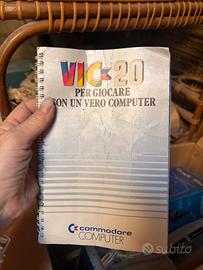 VIC-20
PER GIOCARE
CON UN VERO COMPUTER
commodore
COMPUTER
subito